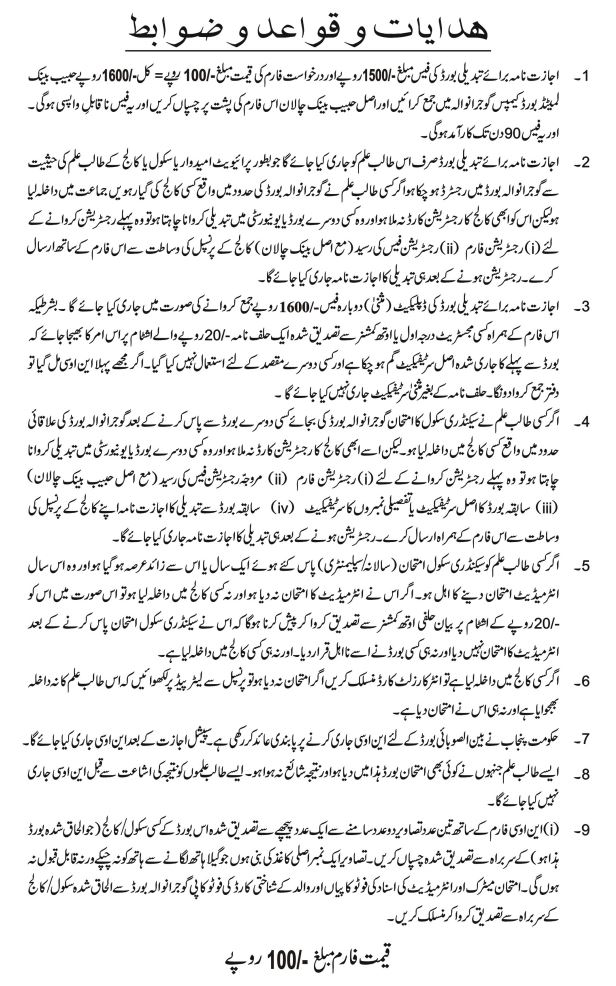 ھدایات و قواعد و ضوابط
1۔ اجازت نامہ برائے تبدیلی بورڈ کی فیس مبلغ -/1500 روپے اور درخواست فارم کی قیمت مبلغ -/100 روپے = کل -/1600 روپے حبیب بینک
لمیٹڈ بورڈ کیمپس گوجرانوالہ میں جمع کرائیں اور اصل حبیب بینک چالان اس فارم کی پشت پر چسپاں کریں اور یہ فیس ناقابل واپسی ہوگی۔
اور یہ فیس 90 دن تک کارآمد ہوگی۔
2۔ اجازت نامہ برائے تبدیلی بورڈ صرف اس طالب علم کو جاری کیا جائے گا جو بطور پرائیویٹ امیدوار یا سکول یا کالج کے طالب علم کی حیثیت
سے گوجرانوالہ بورڈ میں رجسٹرڈ ہو چکا ہو اگر کسی طالب علم نے گوجرانوالہ بورڈ کی حدود میں واقع کسی کالج کی گیارہویں جماعت میں داخلہ لیا
ہو لیکن اس کو ابھی کالج کا رجسٹریشن کارڈ نہ ملا ہو اور وہ کسی دوسرے بورڈ یا یونیورسٹی میں تبدیلی کروانا چاہتا ہو تو وہ پہلے رجسٹریشن کروانے کے
لئے (i) رجسٹریشن فارم (ii) رجسٹریشن فیس کی رسید (مع اصل بینک چالان) کالج کے پرنسپل کی وساطت سے اس فارم کے ساتھ ارسال
کرے۔ رجسٹریشن ہونے کے بعد ہی تبدیلی کا اجازت نامہ جاری کیا جائے گا۔
3۔ اجازت نامہ برائے تبدیلی بورڈ کی ڈپلیکیٹ (مثنیٰ) دوبارہ فیس -/1600 روپے جمع کروانے کی صورت میں جاری کیا جائے گا ۔ بشرطیکہ
اس فارم کے ہمراہ کسی مجسٹریٹ درجہ اول یا اوتھ کمشنر سے تصدیق شدہ ایک حلف نامہ -/20 روپے والے اشٹام پر اس امر کا بھیجا جائے کہ
بورڈ سے پہلے کا جاری شدہ اصل سرٹیفکیٹ گم ہو چکا ہے اور کسی دوسرے مقصد کے لئے استعمال نہیں کیا گیا۔ اگر مجھے پہلا این اوسی مل گیا تو
دفتر جمع کروا دونگا۔ حلف نامہ کے بغیر مثنیٰ سرٹیفکیٹ جاری نہیں کیا جائے گا ۔
4۔ اگر کسی طالب علم نے سیکنڈری سکول کا امتحان گوجرانوالہ بورڈ کی بجائے کسی دوسرے بورڈ سے پاس کرنے کے بعد گوجرانوالہ بورڈ کی علاقائی
حدود میں واقع کسی کالج میں داخلہ لیا ہو۔ لیکن اسے ابھی کالج کا رجسٹریشن کارڈ نہ ملا ہو اور وہ کسی دوسرے بورڈ یا یونیورسٹی میں تبدیلی کروانا
چاہتا ہو تو وہ پہلے رجسٹریشن کروانے کے لئے (i) رجسٹریشن فارم (ii) مروجہ رجسٹریشن فیس کی رسید (مع اصل حبیب بینک چالان)
(iii) سابقہ بورڈ کا اصل سرٹیفکیٹ یا تفصیلی نمبروں کا سرٹیفکیٹ (iv) سابقہ بورڈ سے تبدیلی کا اجازت نامہ اپنے کالج کے پرنسپل کی
وساطت سے اس فارم کے ہمراہ ارسال کرے۔ رجسٹریشن ہونے کے بعد ہی تبدیلی کا اجازت نامہ جاری کیا جائے گا۔
5۔ اگر کسی طالب علم کو سیکنڈری سکول امتحان (سالانہ/سپلیمنٹری) پاس کئے ہوئے ایک سال یا اس سے زائد عرصہ ہو گیا ہو اور وہ اس سال
انٹرمیڈیٹ امتحان دینے کا اہل ہو۔ اگر اس نے انٹرمیڈیٹ کا امتحان نہ دیا ہو اور نہ کسی کالج میں داخلہ لیا ہو تو اس صورت میں اس کو
-/20 روپے کے اشٹام پر بیان حلفی اوتھ کمشنر سے تصدیق کروا کر پیش کرنا ہوگا کہ اس نے سیکنڈری سکول امتحان پاس کرنے کے بعد
انٹرمیڈیٹ کا امتحان نہیں دیا اور نہ ہی کسی بورڈ نے اسے نااہل قرار دیا۔ اور نہ ہی کسی کالج میں داخلہ لیا ہے۔
6۔ اگر کسی کالج میں داخلہ لیا ہے تو انٹر کا رزلٹ کارڈ منسلک کریں اگر امتحان نہ دیا ہو تو پرنسپل سے لیٹر پیڈ پر لکھوائیں کہ اس طالب علم کا نہ داخلہ
بھجوایا ہے اور نہ ہی اس نے امتحان دیا ہے۔
7۔ حکومت پنجاب نے بین الصوبائی بورڈ کے لئے این اوسی جاری کرنے پر پابندی عائد کر رکھی ہے سپیشل اجازت کے بعد این اوسی جاری کیا جائے گا۔
8۔ ایسے طالب علم جنہوں نے کوئی بھی امتحان بورڈ ہذا میں دیا ہو اور نتیجہ شائع نہ ہوا ہو۔ ایسے طالب علموں کو نتیجہ کی اشاعت سے قبل این اوسی جاری
نہیں کیا جائے گا۔
9۔ (i) این اوسی فارم کے ساتھ تین عدد تصاویر دو عدد سامنے سے ایک عدد پیچھے سے تصدیق شدہ اس بورڈ کے کسی سکول/کالج (جو الحاق شدہ بورڈ
ہذا ہو) کے سربراہ سے تصدیق شدہ چسپاں کریں۔ تصاویر ایک نمبر اصلی کاغذ کی بنی ہوں جو گیلا ہاتھ لگانے سے ہاتھ کو نہ چپکے ورنہ قابل قبول نہ
ہوں گی۔ امتحان میٹرک اور انٹرمیڈیٹ کی اسناد کی فوٹو کاپیاں اور والد کے شناختی کارڈ کی فوٹو کاپی گوجرانوالہ بورڈ سے الحاق شدہ سکول/کالج
کے سربراہ سے تصدیق کروا کر منسلک کریں۔
قیمت فارم مبلغ -/100 روپے